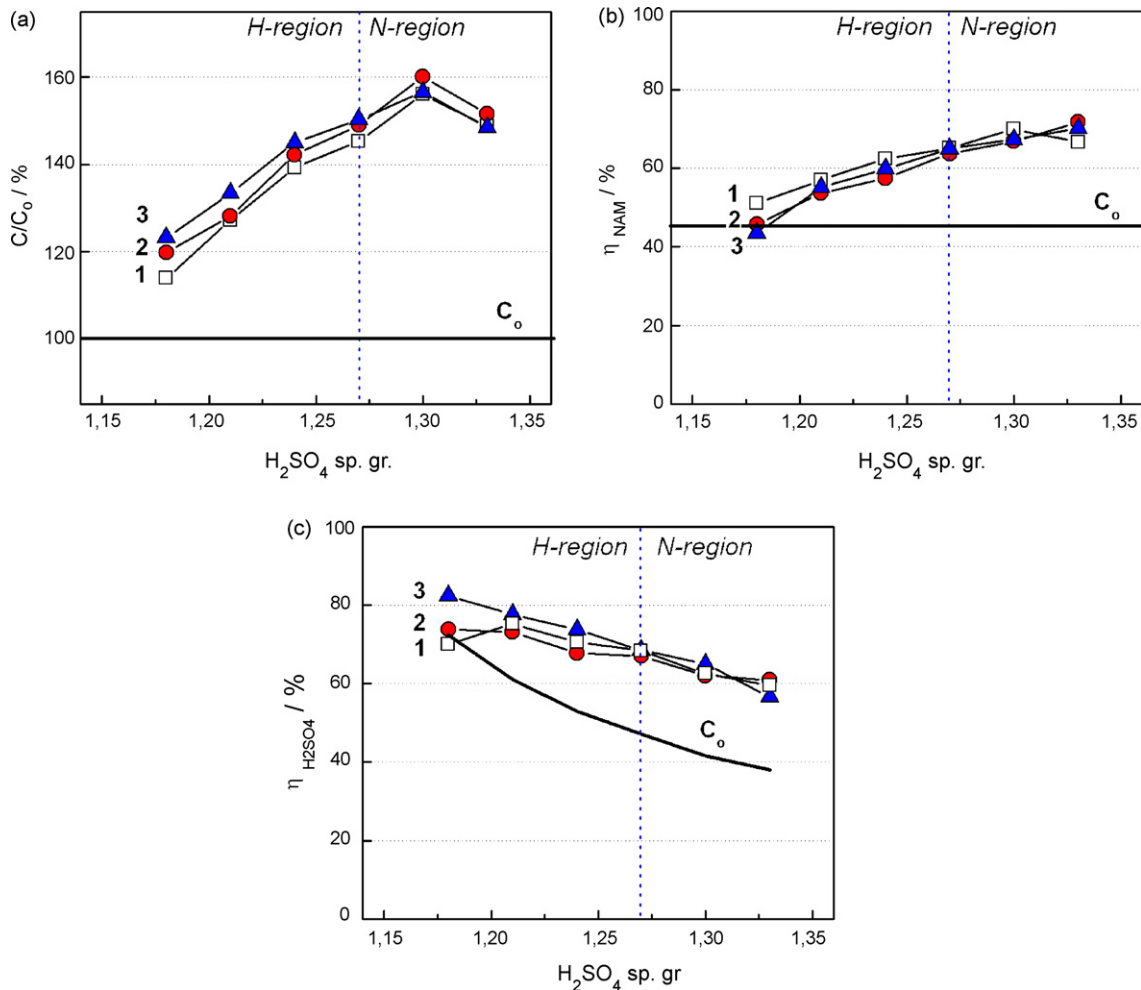 (a)
H-region N-region
C/C₀ / %
160
140
120
100
3
2
1
Cₒ
1,15 1,20 1,25 1,30 1,35
H₂SO₄ sp. gr.
(b)
H-region N-region
η NAM / %
100
80
60
40
20
0
1
2
3
Cₒ
1,15 1,20 1,25 1,30 1,35
H₂SO₄ sp. gr.
(c)
H-region N-region
η H2SO4 / %
100
80
60
40
20
0
3
2
1
Cₒ
1,15 1,20 1,25 1,30 1,35
H₂SO₄ sp. gr